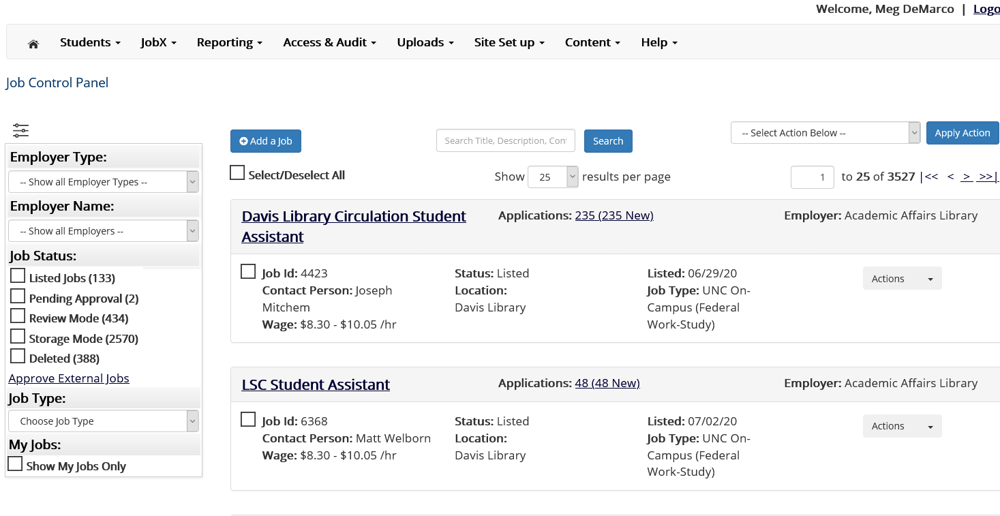 Welcome, Meg DeMarco | Logo
Students JobX Reporting Access & Audit Uploads Site Set up Content Help
Job Control Panel
Employer Type:
-- Show all Employer Types --
Employer Name:
-- Show all Employers --
Job Status:
Listed Jobs (133)
Pending Approval (2)
Review Mode (434)
Storage Mode (2570)
Deleted (388)
Approve External Jobs
Job Type:
Choose Job Type
My Jobs:
Show My Jobs Only
Add a Job
Search Title, Description, Con
Search
-- Select Action Below --
Apply Action
Select/Deselect All
Show 25 results per page
1 to 25 of 3527 |<< < > >>|
Davis Library Circulation Student
Assistant
Applications: 235 (235 New)
Employer: Academic Affairs Library
Job Id: 4423
Contact Person: Joseph
Mitchem
Wage: $8.30 - $10.05 /hr
Status: Listed
Location:
Davis Library
Listed: 06/29/20
Job Type: UNC On-
Campus (Federal
Work-Study)
Actions
LSC Student Assistant
Applications: 48 (48 New)
Employer: Academic Affairs Library
Job Id: 6368
Contact Person: Matt Welborn
Wage: $8.30 - $10.05 /hr
Status: Listed
Location:
Davis Library
Listed: 07/02/20
Job Type: UNC On-
Campus (Federal
Work-Study)
Actions